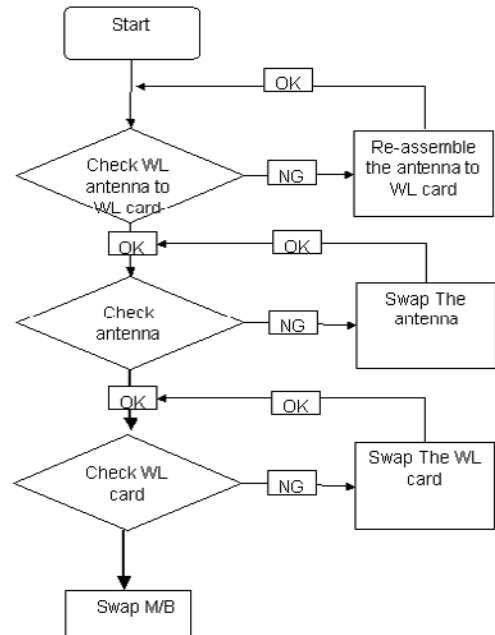 Start
OK
Check WL
antenna to
WL card
NG
Re-assemble
the antenna to
WL card
OK
OK
Check
antenna
NG
Swap The
antenna
OK
OK
Check WL
card
NG
Swap The WL
card
Swap M/B